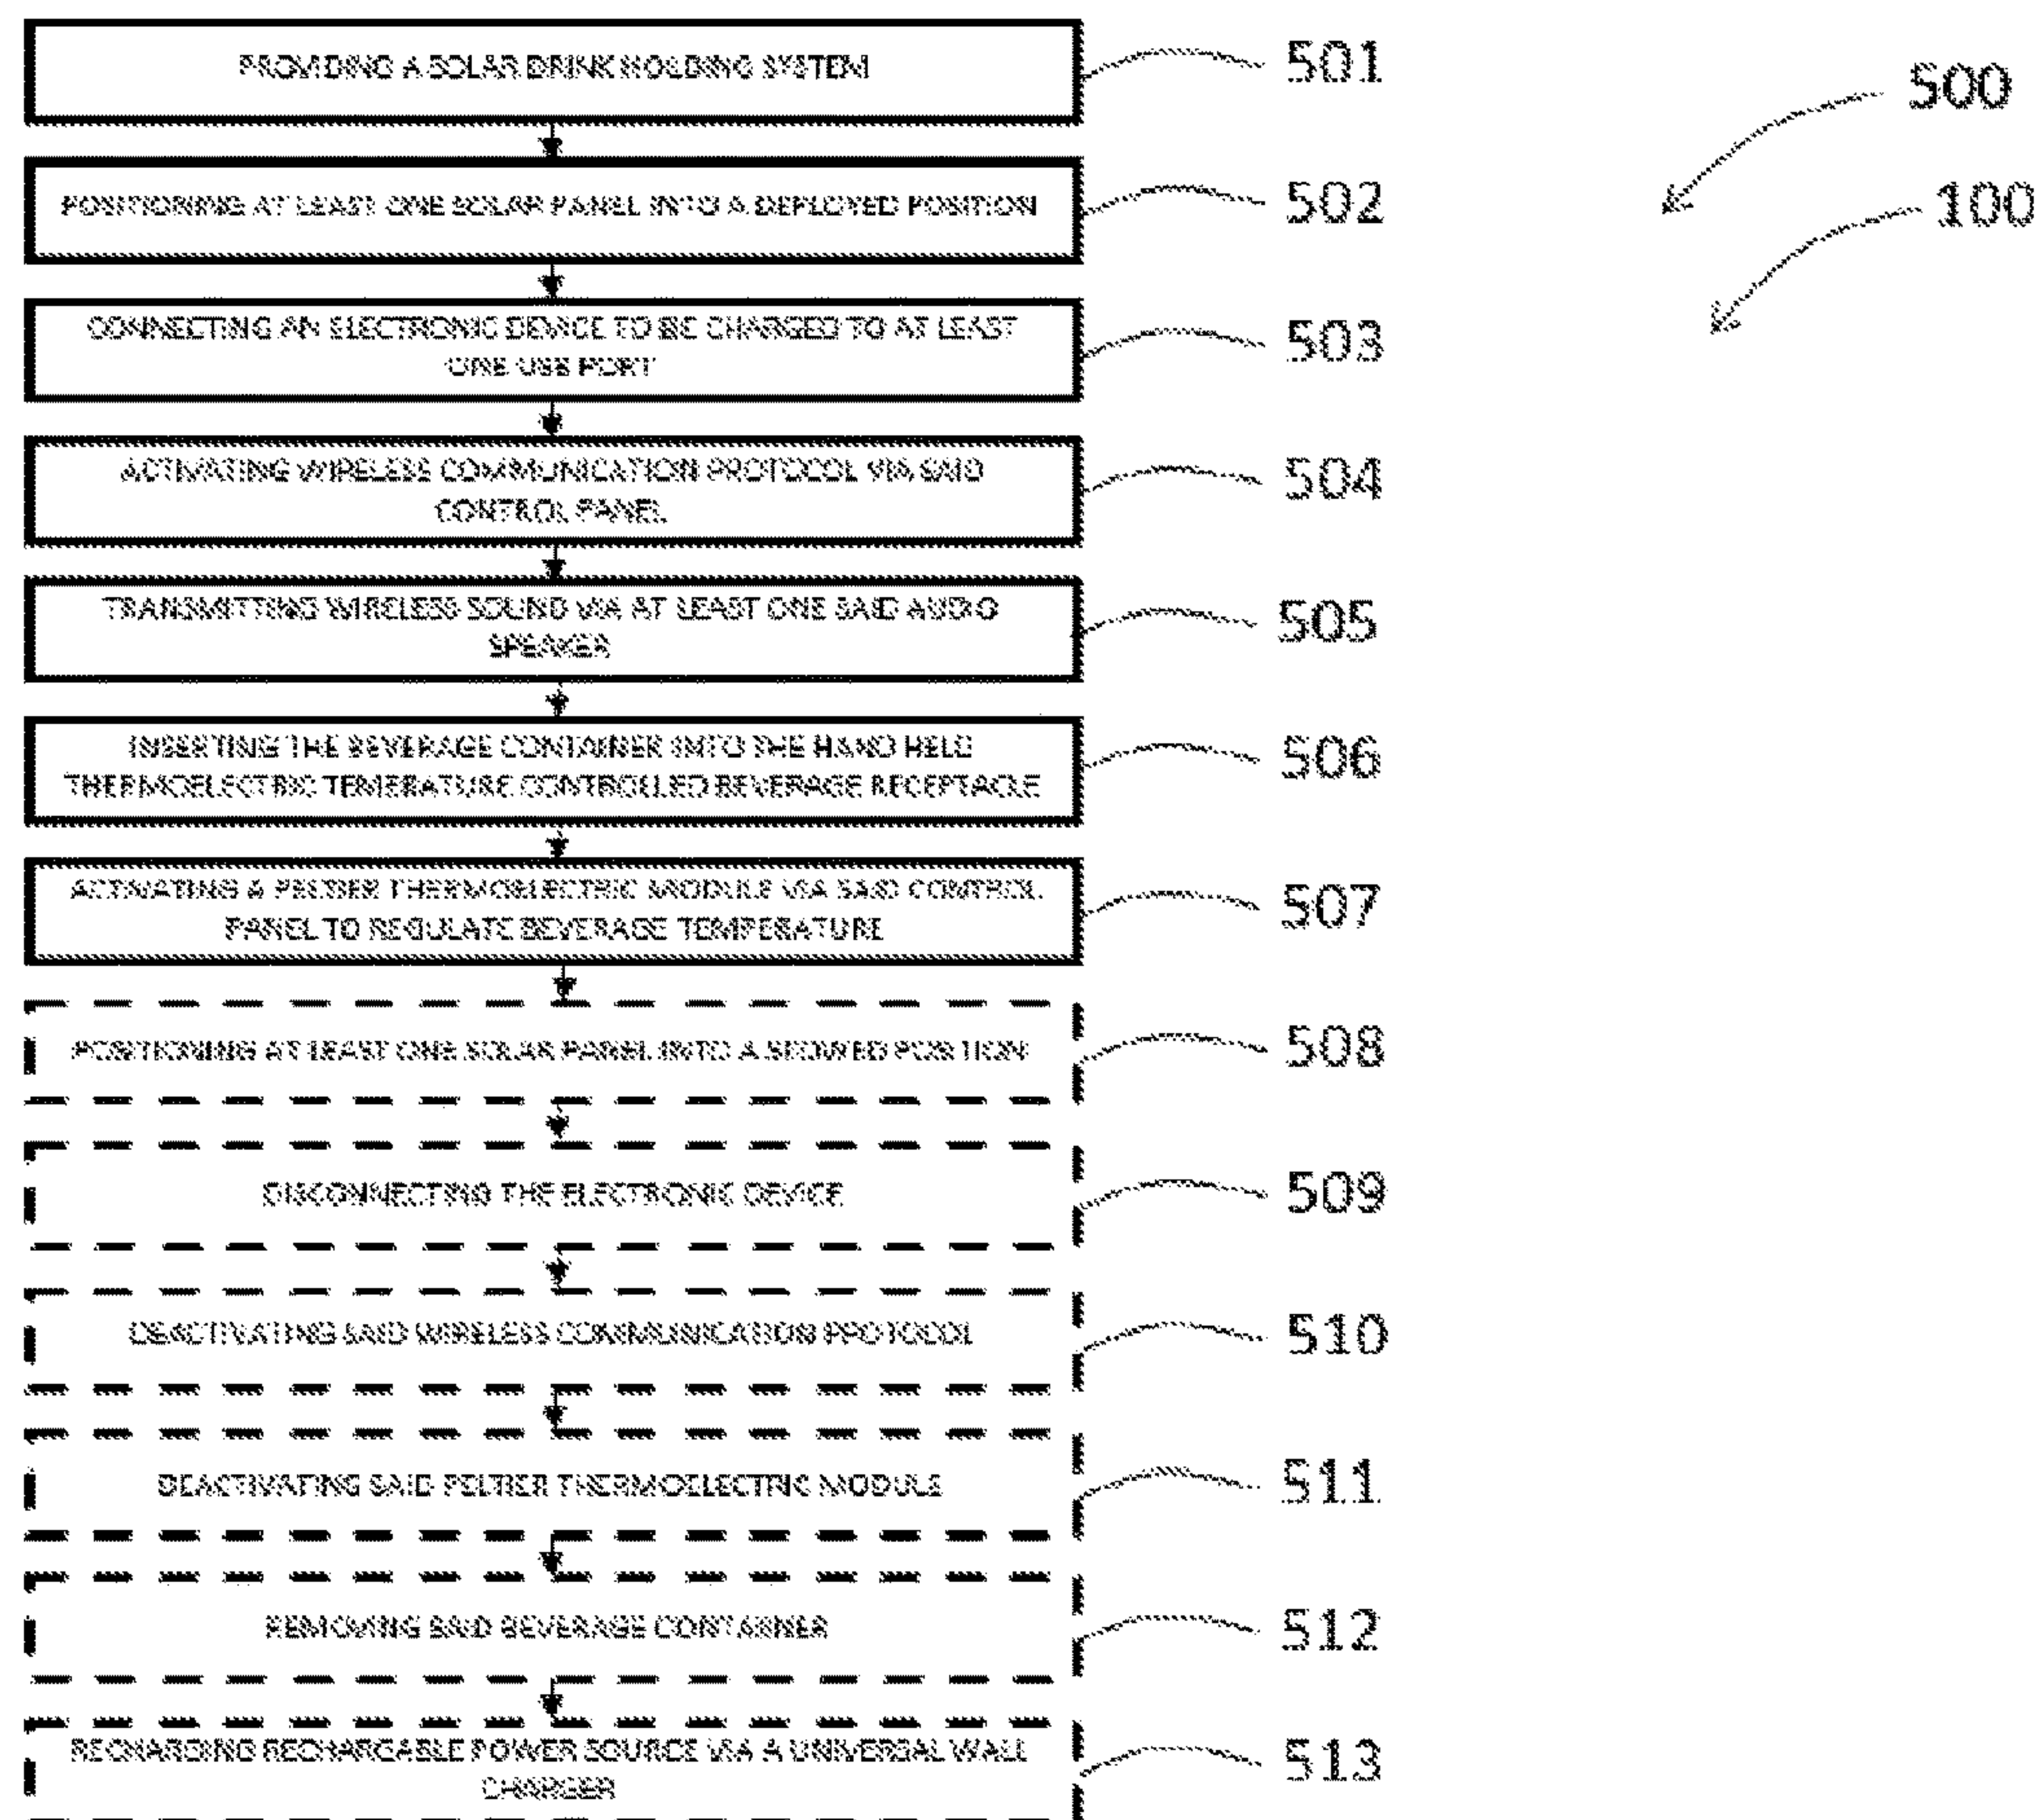 PROVIDING A SOLAR DRINK HOLDING SYSTEM
501
500
POSITIONING AT LEAST ONE SOLAR PANEL INTO A DEPLOYED POSITION
502
100
CONNECTING AN ELECTRONIC DEVICE TO BE CHARGED TO AT LEAST
ONE USB PORT
503
ACTIVATING WIRELESS COMMUNICATION PROTOCOL VIA SAID
CONTROL PANEL
504
TRANSMITTING WIRELESS SOUND VIA AT LEAST ONE SAID AUDIO
SPEAKER
505
INSERTING THE BEVERAGE CONTAINER INTO THE HAND HELD
THERMOELECTRIC TEMERATURE CONTROLLED BEVERAGE RECEPTACLE
506
ACTIVATING A PELTIER THERMOELECTRIC MODULE VIA SAID CONTROL
PANEL TO REGULATE BEVERAGE TEMPERATURE
507
POSITIONING AT LEAST ONE SOLAR PANEL INTO A STOWED POSITION
508
DISCONNECTING THE ELECTRONIC DEVICE
509
DEACTIVATING SAID WIRELESS COMMUNICATION PROTOCOL
510
DEACTIVATING SAID PELTIER THERMOELECTRIC MODULE
511
REMOVING SAID BEVERAGE CONTAINER
512
RECHARGING RECHARGABLE POWER SOURCE VIA A UNIVERSAL WALL
CHARGER
513